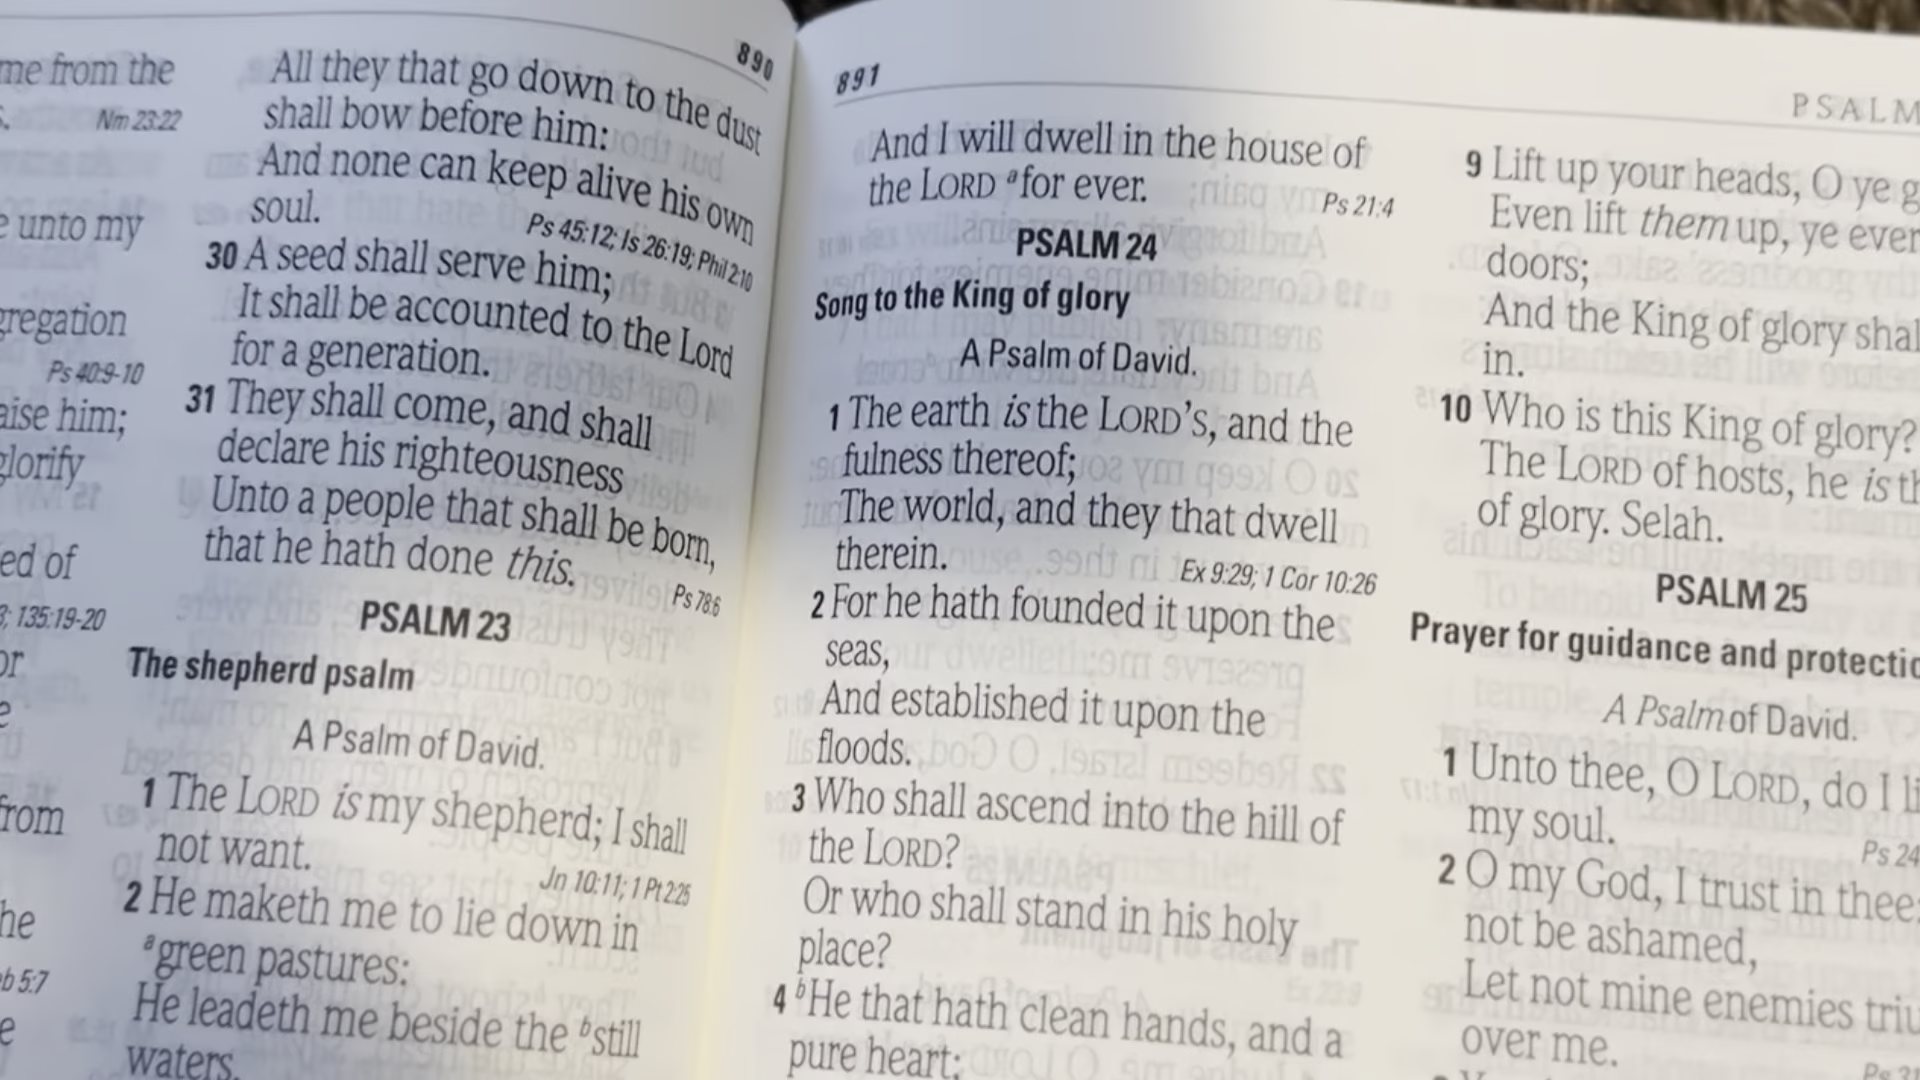 me from the
Nm 23:22
e unto my
gregation
Ps 40:9-10
aise him;
glorify
ed of
; 135:19-20
or
e
from
he
b 5:7
e
890
All they that go down to the dust
shall bow before him:
And none can keep alive his own
soul.
Ps 45:12; Is 26:19; Phil 2:10
30 A seed shall serve him;
It shall be accounted to the Lord
for a generation.
31 They shall come, and shall
declare his righteousness
Unto a people that shall be born,
that he hath done this.
Ps 78:6
PSALM 23
The shepherd psalm
A Psalm of David.
1 The LORD is my shepherd; I shall
not want.
Jn 10:11; 1 Pt 2:25
2 He maketh me to lie down in
a green pastures:
He leadeth me beside the b still
waters.
891
And I will dwell in the house of
the LORD a for ever.
Ps 21:4
PSALM 24
Song to the King of glory
A Psalm of David.
1 The earth is the LORD'S, and the
fulness thereof;
The world, and they that dwell
therein.
Ex 9:29; 1 Cor 10:26
2 For he hath founded it upon the
seas,
And established it upon the
floods.
3 Who shall ascend into the hill of
the LORD?
Or who shall stand in his holy
place?
4 b He that hath clean hands, and a
pure heart;
PSALM
9 Lift up your heads, O ye g
Even lift them up, ye ever
doors;
And the King of glory shal
in.
10 Who is this King of glory?
The LORD of hosts, he is th
of glory. Selah.
PSALM 25
Prayer for guidance and protectio
A Psalm of David.
1 Unto thee, O LORD, do I li
my soul.
Ps 24
2 O my God, I trust in thee:
not be ashamed,
Let not mine enemies triu
over me.
Ps 31